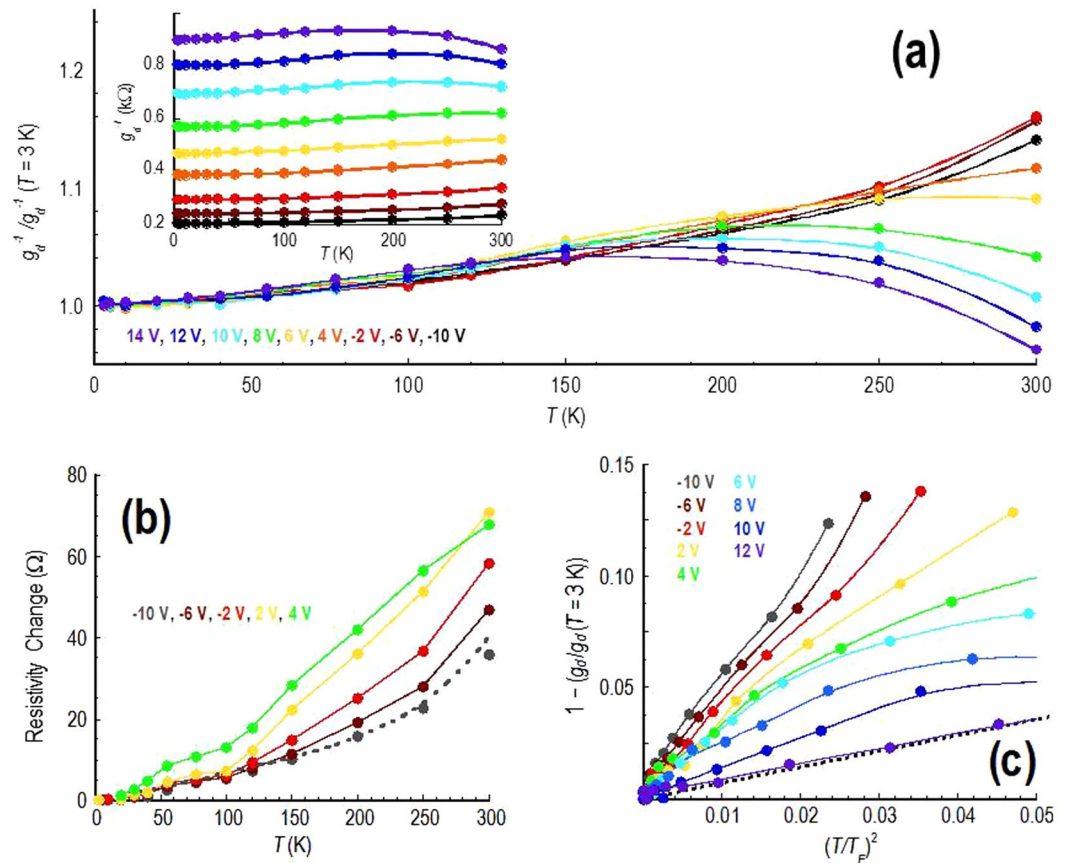 (a)
1.2
1.1
1.0
g_d^-1/g_d^-1 (T = 3 K)
0.8
0.6
0.4
0.2
g_d^-1 (kΩ)
0 100 200 300
T (K)
14 V, 12 V, 10 V, 8 V, 6 V, 4 V, -2 V, -6 V, -10 V
0 50 100 150 200 250 300
T (K)
(b)
80
60
40
20
0
Resistivity Change (Ω)
-10 V, -6 V, -2 V, 2 V, 4 V
0 50 100 150 200 250 300
T (K)
0.15
0.10
0.05
1 − (g_d/g_d (T = 3 K))
-10 V 6 V
-6 V 8 V
-2 V 10 V
2 V 12 V
4 V
(c)
0.01 0.02 0.03 0.04 0.05
(T/T_F)^2